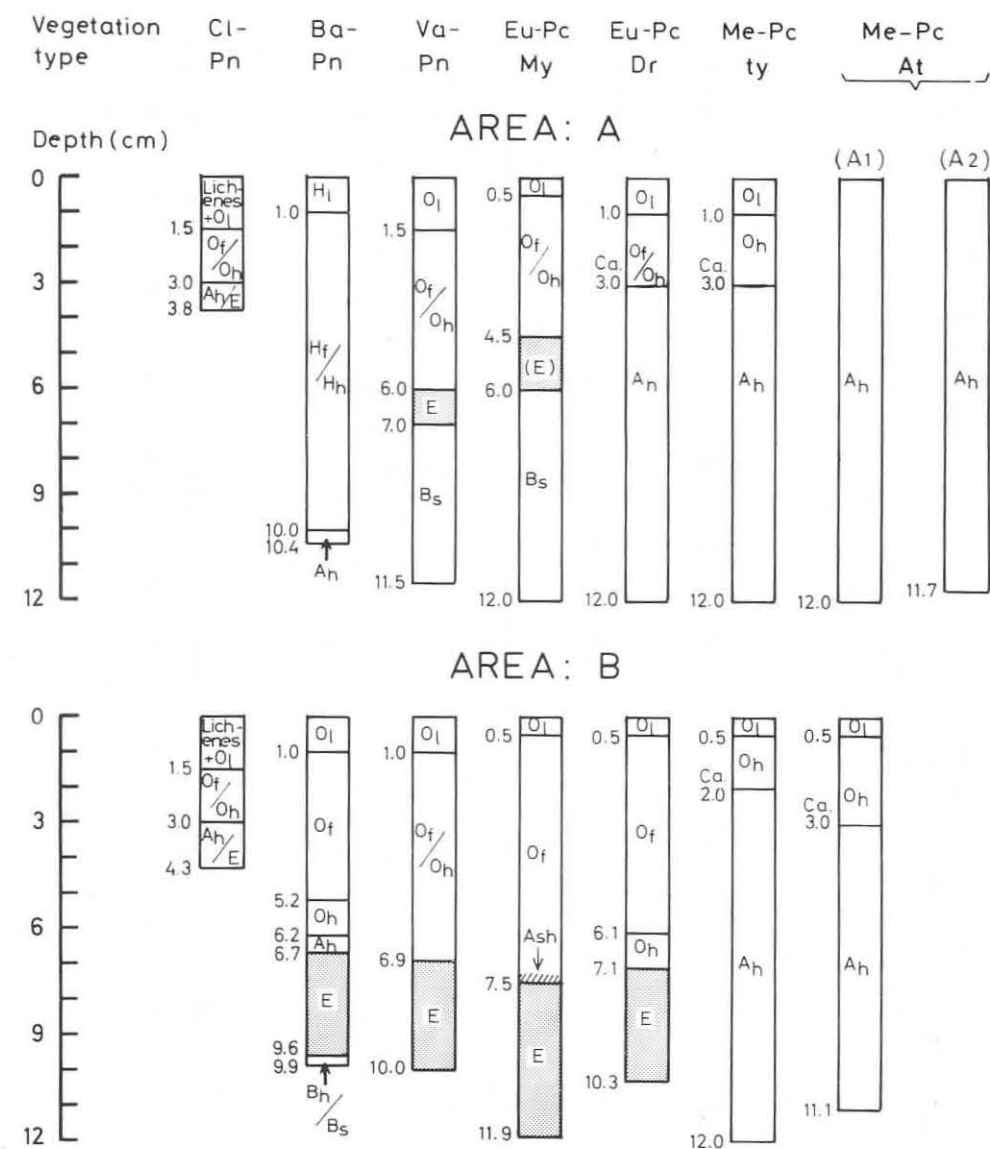 Vegetation type Cl-Pn Ba-Pn Va-Pn Eu-Pc My Eu-Pc Dr Me-Pc ty Me-Pc At
AREA: A
Depth (cm)
(A1) (A2)
0
3
6
9
12
Lich-
enes
+Ol
1.5
Of/Oh
3.0
Ah/E
3.8
Hl
1.0
Hf/Hh
10.0
10.4
Ah
Ol
1.5
Of/Oh
6.0
E
7.0
Bs
11.5
0.5 Ol
Of/Oh
4.5
(E)
6.0
Bs
12.0
Ol
1.0
Of/Oh
Ca.
3.0
Ah
12.0
Ol
1.0
Oh
Ca.
3.0
Ah
12.0
Ah
12.0
Ah
11.7
AREA: B
0
3
6
9
12
Lich-
enes
+Ol
1.5
Of/Oh
3.0
Ah/E
4.3
Ol
1.0
Of
5.2
Oh
6.2
Ah
6.7
E
9.6
9.9
Bh/Bs
Ol
1.0
Of/Oh
6.9
E
10.0
0.5 Ol
Of
Ash
7.5
E
11.9
0.5 Ol
Of
6.1
Oh
7.1
E
10.3
0.5 Ol
Oh
Ca.
2.0
Ah
12.0
0.5 Ol
Oh
Ca.
3.0
Ah
11.1